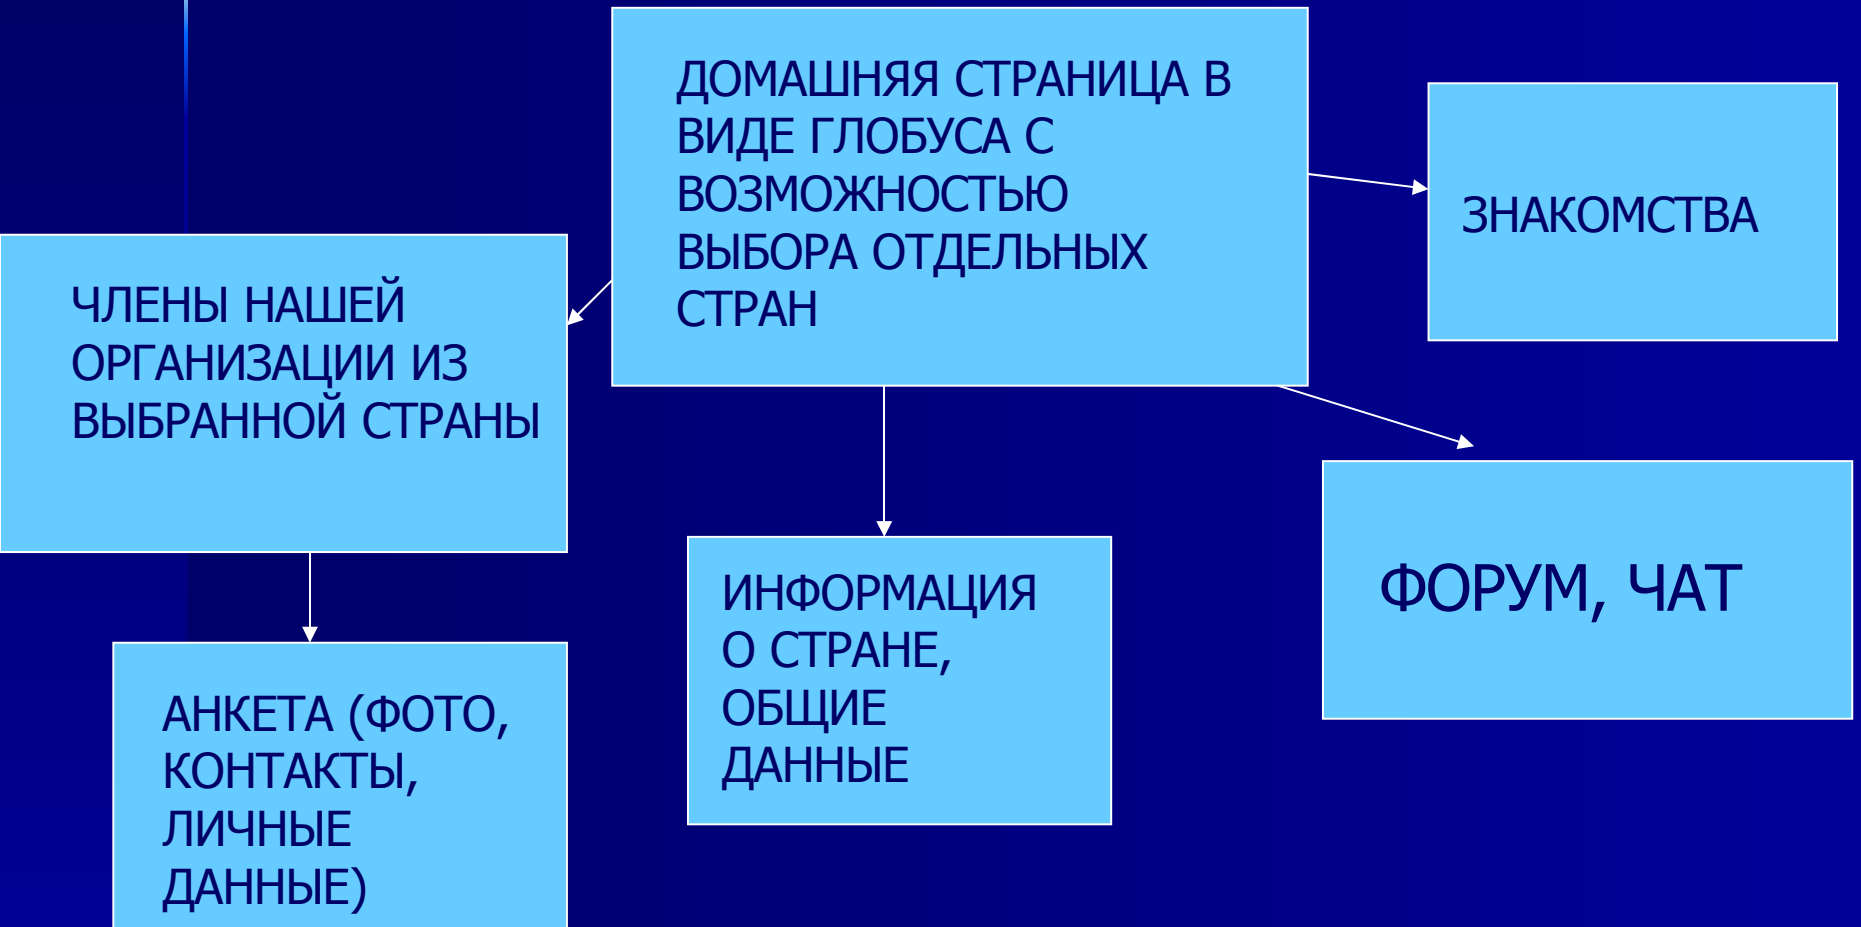 ДОМАШНЯЯ СТРАНИЦА В
ВИДЕ ГЛОБУСА С
ВОЗМОЖНОСТЬЮ
ВЫБОРА ОТДЕЛЬНЫХ
СТРАН
ЗНАКОМСТВА
ЧЛЕНЫ НАШЕЙ
ОРГАНИЗАЦИИ ИЗ
ВЫБРАННОЙ СТРАНЫ
ФОРУМ, ЧАТ
ИНФОРМАЦИЯ
О СТРАНЕ,
ОБЩИЕ
ДАННЫЕ
АНКЕТА (ФОТО,
КОНТАКТЫ,
ЛИЧНЫЕ
ДАННЫЕ)